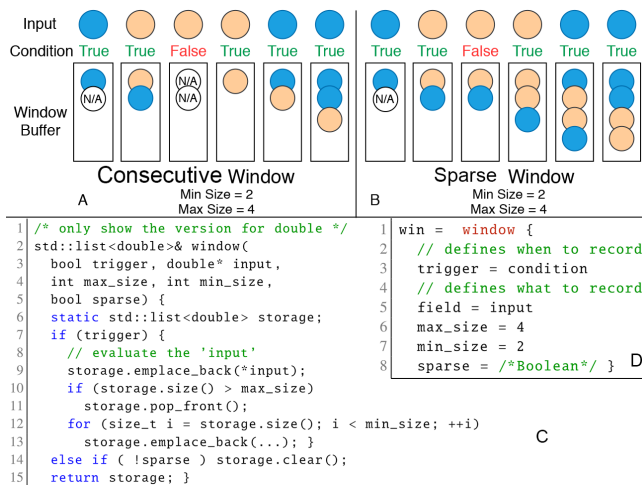 Input
Condition True True False True True True True True False True True True
N/A N/A N/A N/A
Window
Buffer
Consecutive Window
Min Size = 2
Max Size = 4
A
Sparse Window
Min Size = 2
Max Size = 4
B
1 /* only show the version for double */
2 std::list<double>& window(
3 bool trigger, double* input,
4 int max_size, int min_size,
5 bool sparse) {
6 static std::list<double> storage;
7 if (trigger) {
8 // evaluate the 'input'
9 storage.emplace_back(*input);
10 if (storage.size() > max_size)
11 storage.pop_front();
12 for (size_t i = storage.size(); i < min_size; ++i)
13 storage.emplace_back(...); }
14 else if ( !sparse ) storage.clear();
15 return storage; }
C
1 win = window {
2 // defines when to record
3 trigger = condition
4 // defines what to record
5 field = input
6 max_size = 4
7 min_size = 2
8 sparse = /*Boolean*/ }
D